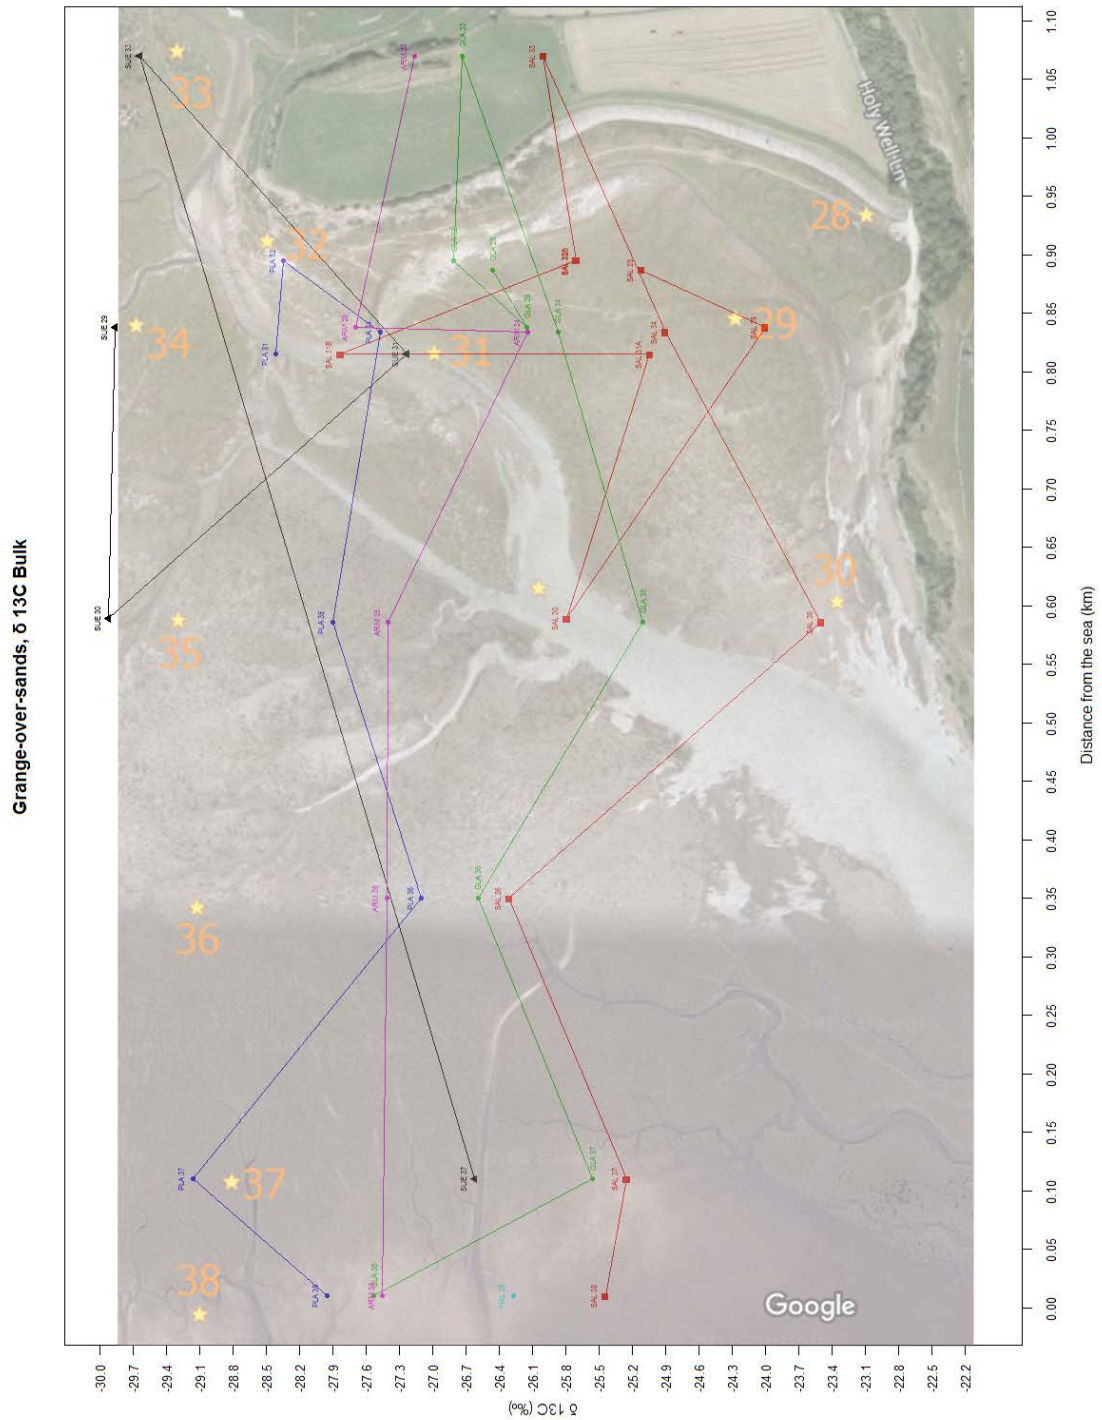 Grange-over-sands, δ 13C Bulk
δ 13C (‰)
-30.0
-29.7
-29.4
-29.1
-28.8
-28.5
-28.2
-27.9
-27.6
-27.3
-27.0
-26.7
-26.4
-26.1
-25.8
-25.5
-25.2
-24.9
-24.6
-24.3
-24.0
-23.7
-23.4
-23.1
-22.8
-22.5
-22.2
Distance from the sea (km)
0.00
0.05
0.10
0.15
0.20
0.25
0.30
0.35
0.40
0.45
0.50
0.55
0.60
0.65
0.70
0.75
0.80
0.85
0.90
0.95
1.00
1.05
1.10
38
37
36
35
34
33
32
31
30
29
28
SUE 30
SUE 29
SUE 33
SUE 31
SUE 37
PLA 37
PLA 36
PLA 35
PLA 31
PLA 32
ARM 29
SAL 31B
SAL 31A
SAL 30
SAL 34
SAL 33
SAL 36
SAL 37
SAL 38
GLA 33
GLA 29
GLA 36
GLA 37
Holy Well Ln
Google